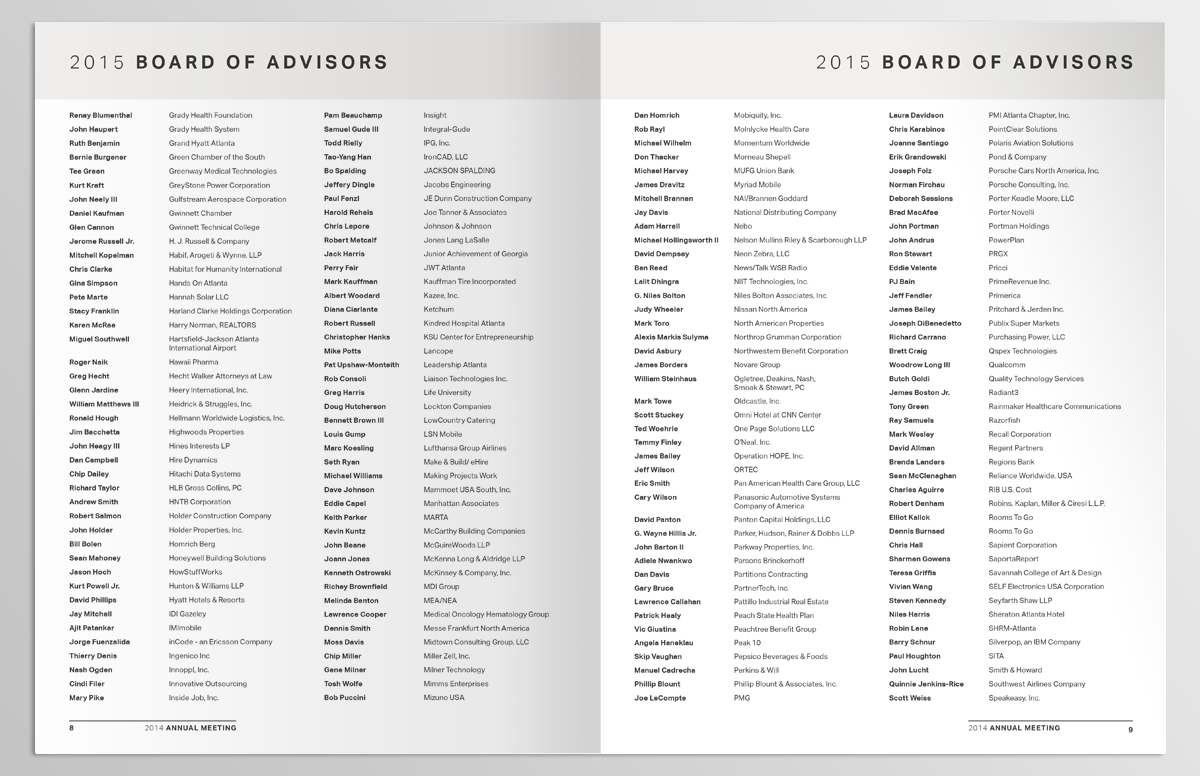 2015 BOARD OF ADVISORS
Renay Blumenthal Grady Health Foundation
John Haupert Grady Health System
Ruth Benjamin Grand Hyatt Atlanta
Bernie Burgener Green Chamber of the South
Tee Green Greenway Medical Technologies
Kurt Kraft GreyStone Power Corporation
John Neely III Gulfstream Aerospace Corporation
Daniel Kaufman Gwinnett Chamber
Glen Cannon Gwinnett Technical College
Jerome Russell Jr. H. J. Russell & Company
Mitchell Kopelman Habif, Arogeti & Wynne, LLP
Chris Clarke Habitat for Humanity International
Gina Simpson Hands On Atlanta
Pete Marte Hannah Solar LLC
Stacy Franklin Harland Clarke Holdings Corporation
Karen McRae Harry Norman, REALTORS
Miguel Southwell Hartsfield-Jackson Atlanta
International Airport
Roger Naik Hawaii Pharma
Greg Hecht Hecht Walker Attorneys at Law
Glenn Jardine Heery International, Inc.
William Matthews III Heidrick & Struggles, Inc.
Ronald Hough Hellmann Worldwide Logistics, Inc.
Jim Bacchetta Highwoods Properties
John Heagy III Hines Interests LP
Dan Campbell Hire Dynamics
Chip Dailey Hitachi Data Systems
Richard Taylor HLB Gross Collins, PC
Andrew Smith HNTB Corporation
Robert Salmon Holder Construction Company
John Holder Holder Properties, Inc.
Bill Bolen Homrich Berg
Sean Mahoney Honeywell Building Solutions
Jason Hoch HowStuffWorks
Kurt Powell Jr. Hunton & Williams LLP
David Phillips Hyatt Hotels & Resorts
Jay Mitchell IDI Gazeley
Ajit Patankar IMImobile
Jorge Fuenzalida inCode - an Ericsson Company
Thierry Denis Ingenico Inc
Nash Ogden Innoppl, Inc.
Cindi Filer Innovative Outsourcing
Mary Pike Inside Job, Inc.
Pam Beauchamp Insight
Samuel Gude III Integral-Gude
Todd Rielly IPG, Inc.
Tao-Yang Han IronCAD, LLC
Bo Spalding JACKSON SPALDING
Jeffery Dingle Jacobs Engineering
Paul Fenzl JE Dunn Construction Company
Harold Reheis Joe Tanner & Associates
Chris Lepore Johnson & Johnson
Robert Metcalf Jones Lang LaSalle
Jack Harris Junior Achievement of Georgia
Perry Fair JWT Atlanta
Mark Kauffman Kauffman Tire Incorporated
Albert Woodard Kazee, Inc.
Diana Ciarlante Ketchum
Robert Russell Kindred Hospital Atlanta
Christopher Hanks KSU Center for Entrepreneurship
Mike Potts Lancope
Pat Upshaw-Monteith Leadership Atlanta
Rob Consoli Liaison Technologies Inc.
Greg Harris Life University
Doug Hutcherson Lockton Companies
Bennett Brown III LowCountry Catering
Louis Gump LSN Mobile
Marc Koesling Lufthansa Group Airlines
Seth Ryan Make & Build/ eHire
Michael Williams Making Projects Work
Dave Johnson Mammoet USA South, Inc.
Eddie Capel Manhattan Associates
Keith Parker MARTA
Kevin Kuntz McCarthy Building Companies
John Beane McGuireWoods LLP
Joann Jones McKenna Long & Aldridge LLP
Kenneth Ostrowski McKinsey & Company, Inc.
Richey Brownfield MDI Group
Melinda Benton MEA/NEA
Lawrence Cooper Medical Oncology Hematology Group
Dennis Smith Messe Frankfurt North America
Moss Davis Midtown Consulting Group, LLC
Chip Miller Miller Zell, Inc.
Gene Milner Milner Technology
Tosh Wolfe Mimms Enterprises
Bob Puccini Mizuno USA
8 2014 ANNUAL MEETING
2015 BOARD OF ADVISORS
Dan Homrich Mobiquity, Inc.
Rob Rayl Molnlycke Health Care
Michael Wilhelm Momentum Worldwide
Don Thacker Morneau Shepell
Michael Harvey MUFG Union Bank
James Dravitz Myriad Mobile
Mitchell Brannen NAI/Brannen Goddard
Jay Davis National Distributing Company
Adam Harrell Nebo
Michael Hollingsworth II Nelson Mullins Riley & Scarborough LLP
David Dempsey Neon Zebra, LLC
Ben Reed News/Talk WSB Radio
Lalit Dhingra NIIT Technologies, Inc.
G. Niles Bolton Niles Bolton Associates, Inc.
Judy Wheeler Nissan North America
Mark Toro North American Properties
Alexis Markis Sulyma Northrop Grumman Corporation
David Asbury Northwestern Benefit Corporation
James Borders Novare Group
William Steinhaus Ogletree, Deakins, Nash,
Smoak & Stewart, PC
Mark Towe Oldcastle, Inc.
Scott Stuckey Omni Hotel at CNN Center
Ted Woehrle One Page Solutions LLC
Tammy Finley O'Neal, Inc.
James Bailey Operation HOPE, Inc.
Jeff Wilson ORTEC
Eric Smith Pan American Health Care Group, LLC
Cary Wilson Panasonic Automotive Systems
Company of America
David Panton Panton Capital Holdings, LLC
G. Wayne Hillis Jr. Parker, Hudson, Rainer & Dobbs LLP
John Barton II Parkway Properties, Inc.
Adiele Nwankwo Parsons Brinckerhoff
Dan Davis Partitions Contracting
Gary Bruce PartnerTech, Inc.
Lawrence Callahan Pattillo Industrial Real Estate
Patrick Healy Peach State Health Plan
Vic Giustina Peachtree Benefit Group
Angela Haneklau Peak 10
Skip Vaughan Pepsico Beverages & Foods
Manuel Cadrecha Perkins & Will
Phillip Blount Phillip Blount & Associates, Inc.
Joe LeCompte PMG
Laura Davidson PMI Atlanta Chapter, Inc.
Chris Karabinos PointClear Solutions
Joanne Santiago Polaris Aviation Solutions
Erik Grandowski Pond & Company
Joseph Folz Porsche Cars North America, Inc.
Norman Firchau Porsche Consulting, Inc.
Deborah Sessions Porter Keadle Moore, LLC
Brad MacAfee Porter Novelli
John Portman Portman Holdings
John Andrus PowerPlan
Ron Stewart PRGX
Eddie Valente Pricci
PJ Bain PrimeRevenue Inc.
Jeff Fendler Primerica
James Bailey Pritchard & Jerden Inc.
Joseph DiBenedetto Publix Super Markets
Richard Carrano Purchasing Power, LLC
Brett Craig Qspex Technologies
Woodrow Long III Qualcomm
Butch Goldi Quality Technology Services
James Boston Jr. Radiant3
Tony Green Rainmaker Healthcare Communications
Ray Samuels Razorfish
Mark Wesley Recall Corporation
David Allman Regent Partners
Brenda Landers Regions Bank
Sean McClenaghan Reliance Worldwide, USA
Charles Aguirre RIB U.S. Cost
Robert Denham Robins, Kaplan, Miller & Ciresi L.L.P.
Elliot Kalick Rooms To Go
Dennis Burnsed Rooms To Go
Chris Hall Sapient Corporation
Sherman Gowens SaportaReport
Teresa Griffis Savannah College of Art & Design
Vivian Wang SELF Electronics USA Corporation
Steven Kennedy Seyfarth Shaw LLP
Niles Harris Sheraton Atlanta Hotel
Robin Lane SHRM-Atlanta
Barry Schnur Silverpop, an IBM Company
Paul Houghton SITA
John Lucht Smith & Howard
Quinnie Jenkins-Rice Southwest Airlines Company
Scott Weiss Speakeasy, Inc.
2014 ANNUAL MEETING 9